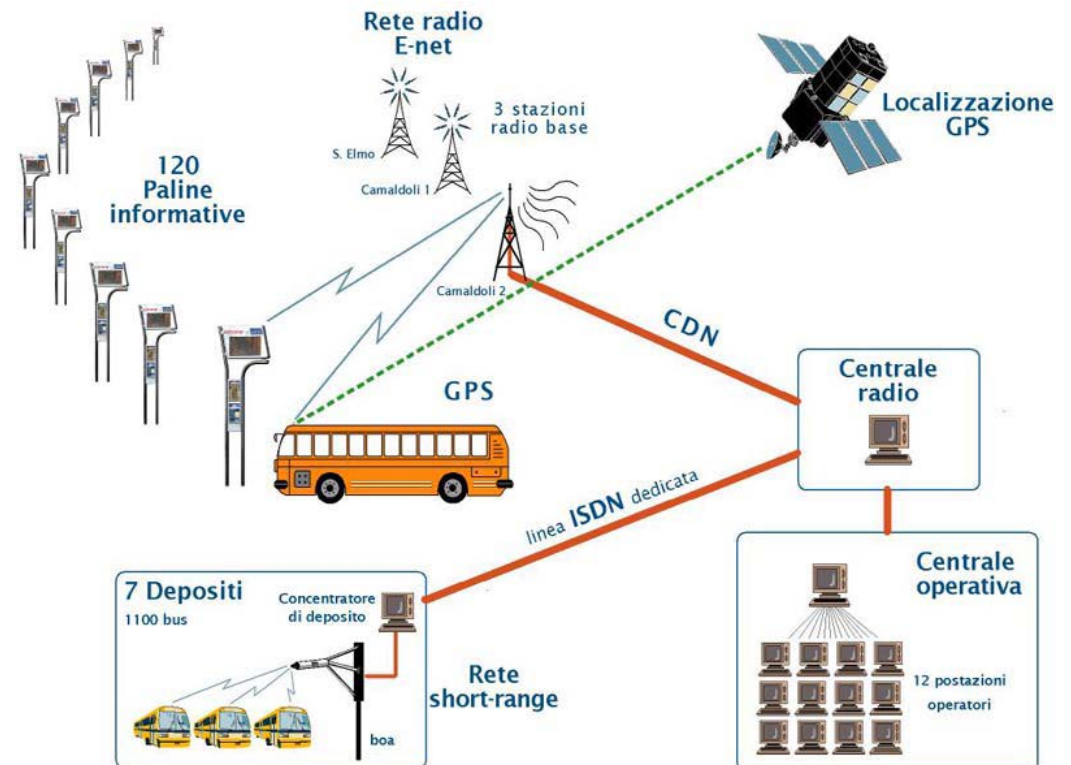 Rete radio
E-net
3 stazioni
radio base
S. Elmo
Camaldoli 1
Camaldoli 2
Localizzazione
GPS
120
Paline
informative
CDN
GPS
Centrale
radio
linea ISDN dedicata
7 Depositi
1100 bus
Concentratore
di deposito
Rete
short-range
boa
Centrale
operativa
12 postazioni
operatori